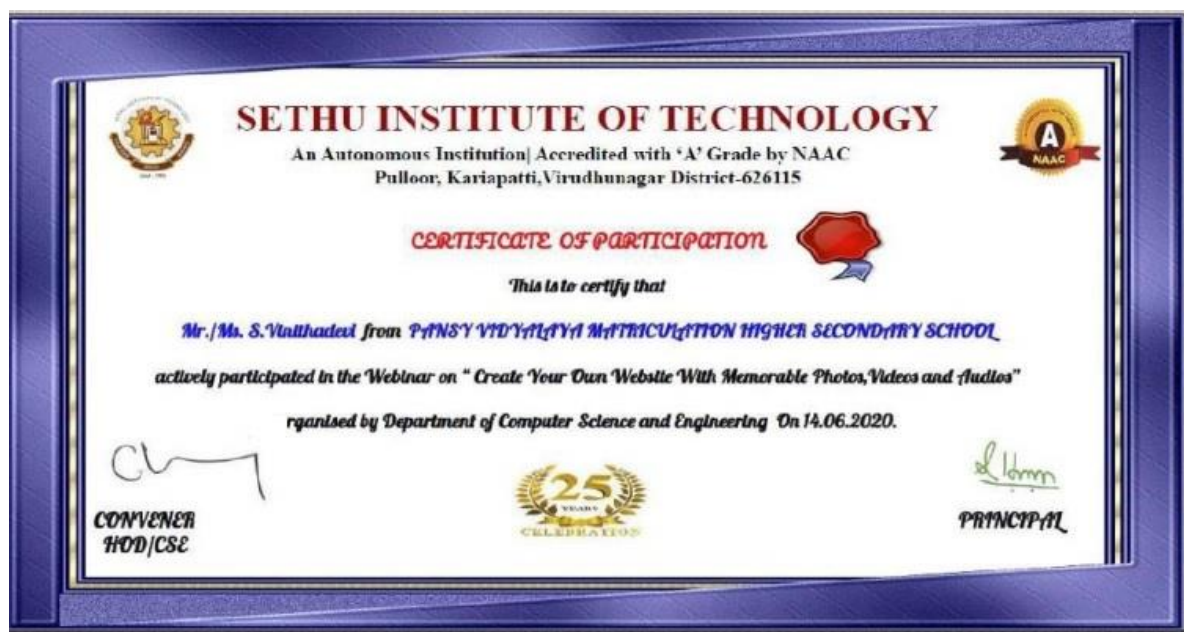 SETHU INSTITUTE OF TECHNOLOGY
An Autonomous Institution| Accredited with ‘A’ Grade by NAAC
Pulloor, Kariapatti,Virudhunagar District-626115
A
NAAC
CERTIFICATE OF PARTICIPATION
This is to certify that
Mr./Ms. S.Vinithadevi from PANSY VIDYALAYA MATRICULATION HIGHER SECONDARY SCHOOL
actively participated in the Webinar on “ Create Your Own Website With Memorable Photos,Videos and Audios”
rganised by Department of Computer Science and Engineering On 14.06.2020.
25
YEARS
CELEBRATION
CONVENER
HOD/CSE
PRINCIPAL